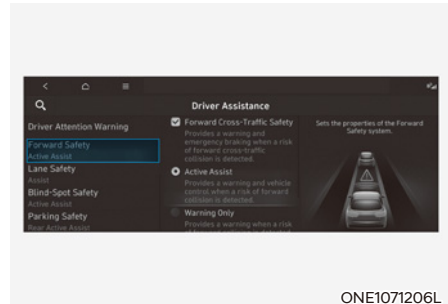 Driver Assistance
Driver Attention Warning
Forward Safety
Active Assist
Lane Safety
Assist
Blind-Spot Safety
Active Assist
Parking Safety
Rear Active Assist
Forward Cross-Traffic Safety
Provides a warning and
emergency braking when a risk
of forward cross-traffic
collision is detected.
Active Assist
Provides a warning and vehicle
control when a risk of forward
collision is detected.
Warning Only
Provides a warning when a risk
Sets the properties of the Forward
Safety system.
ONE1071206L